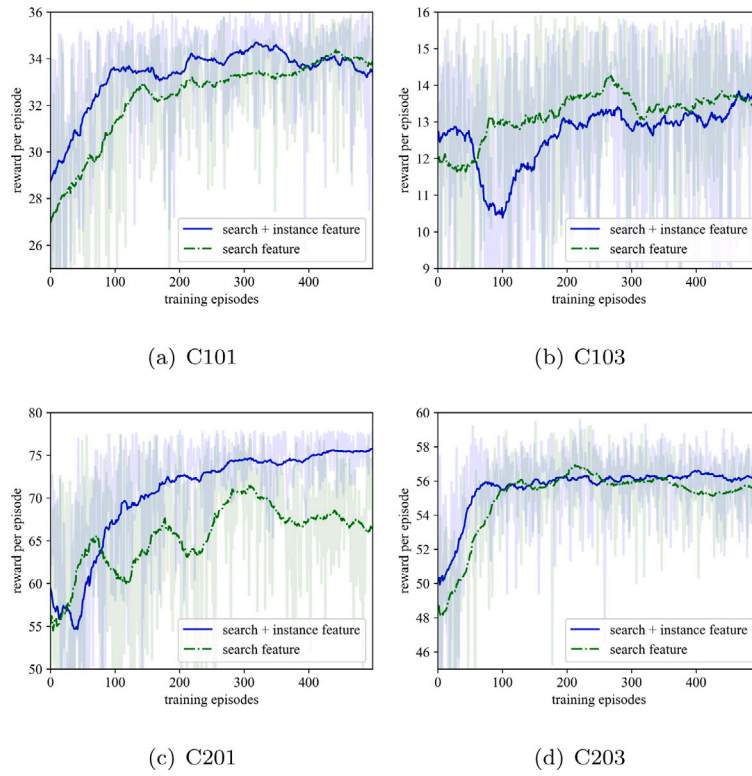 36
34
32
30
28
26
reward per episode
search + instance feature
search feature
0
100
200
300
400
training episodes
(a) C101
16
15
14
13
12
11
10
9
reward per episode
search + instance feature
search feature
0
100
200
300
400
training episodes
(b) C103
80
75
70
65
60
55
50
reward per episode
search + instance feature
search feature
0
100
200
300
400
training episodes
(c) C201
60
58
56
54
52
50
48
46
reward per episode
search + instance feature
search feature
0
100
200
300
400
training episodes
(d) C203